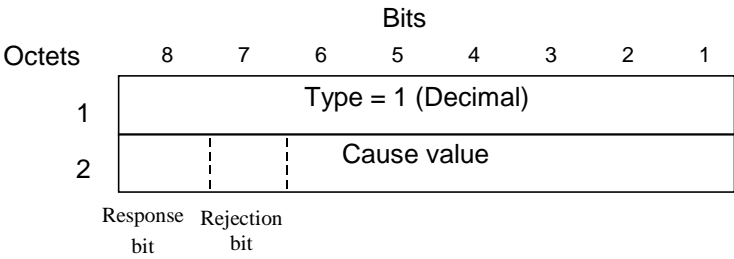 Bits
Octets 8 7 6 5 4 3 2 1
1 Type = 1 (Decimal)
2 Cause value
Response Rejection
bit bit